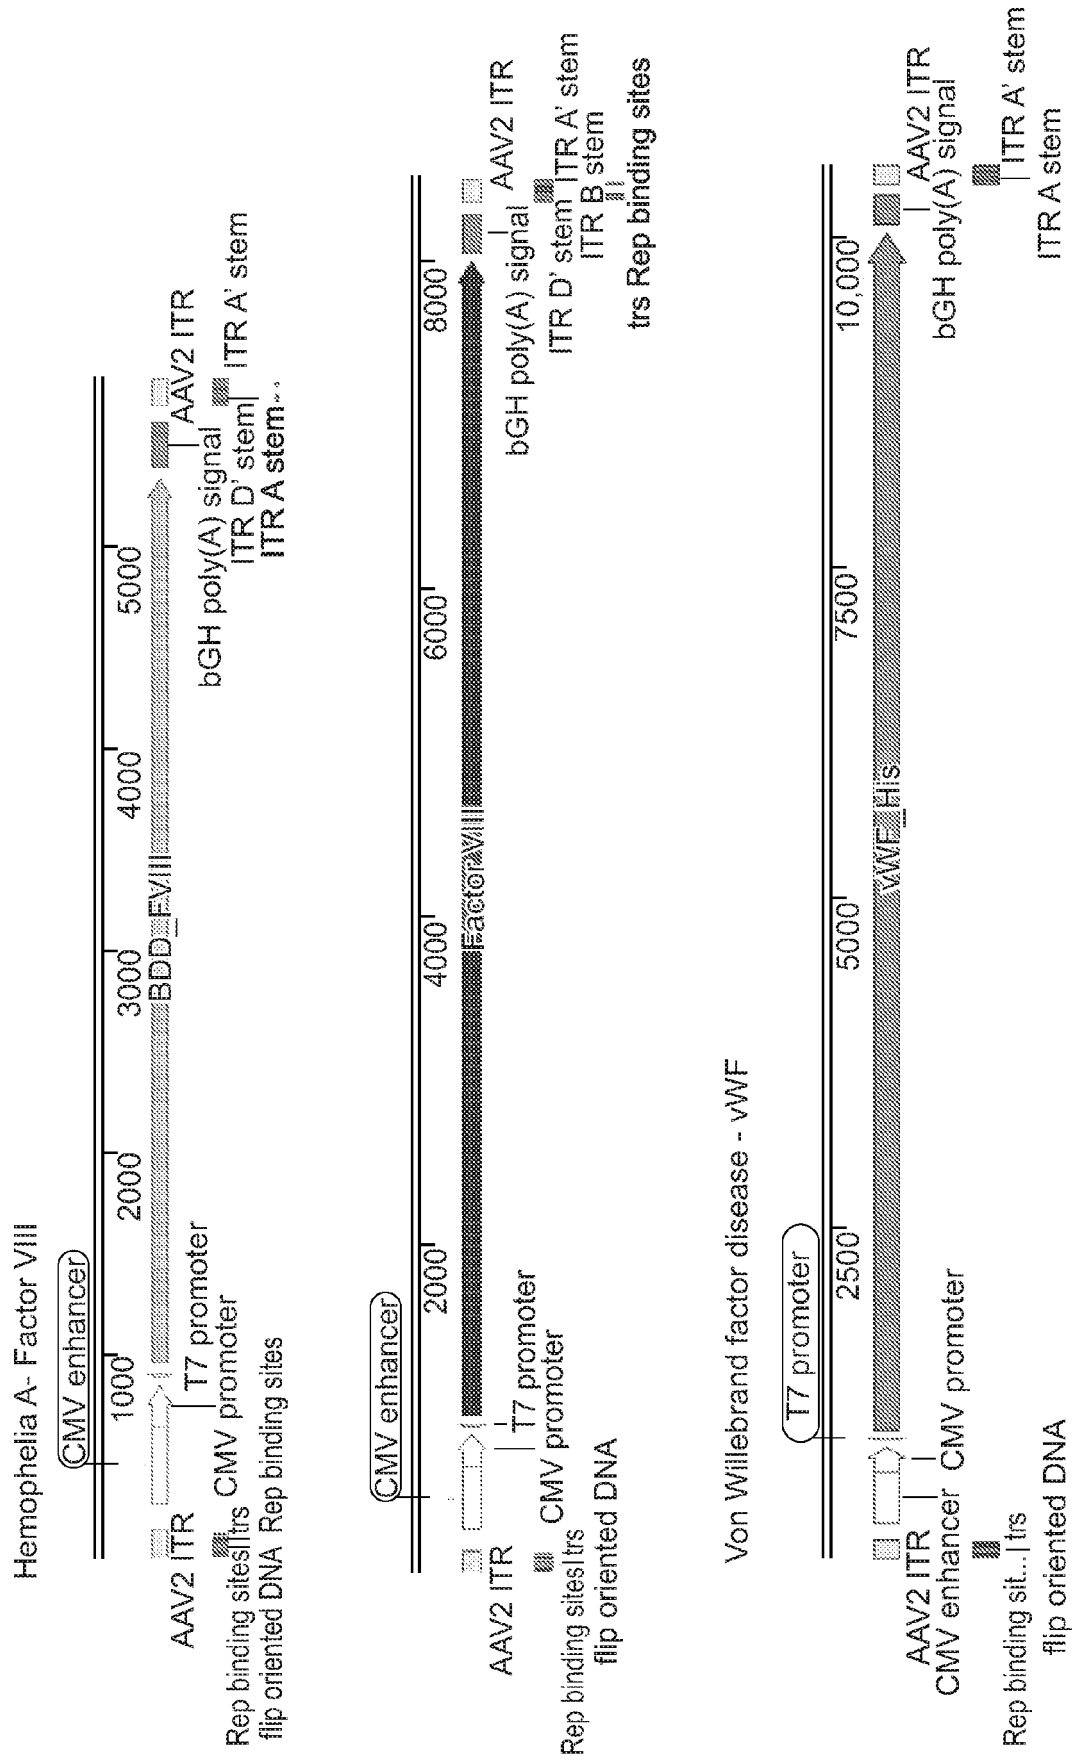 Hemophelia A- Factor VIII
CMV enhancer
1000
2000
3000
4000
5000
BDD_FVIII
AAV2 ITR
T7 promoter
CMV promoter
bGH poly(A) signal
AAV2 ITR
Rep binding sites trs
flip oriented DNA Rep binding sites
ITR D' stem
ITR A' stem
ITR A stem
CMV enhancer
2000
4000
6000
8000
Factor VIII
AAV2 ITR
T7 promoter
CMV promoter
bGH poly(A) signal
AAV2 ITR
Rep binding sites trs
flip oriented DNA
ITR D' stem ITR A' stem
ITR B stem
trs Rep binding sites
Von Willebrand factor disease - vWF
T7 promoter
2500
5000
7500
10,000
vWF_His
AAV2 ITR
CMV enhancer CMV promoter
AAV2 ITR
bGH poly(A) signal
Rep binding sit... trs
flip oriented DNA
ITR A' stem
ITR A stem